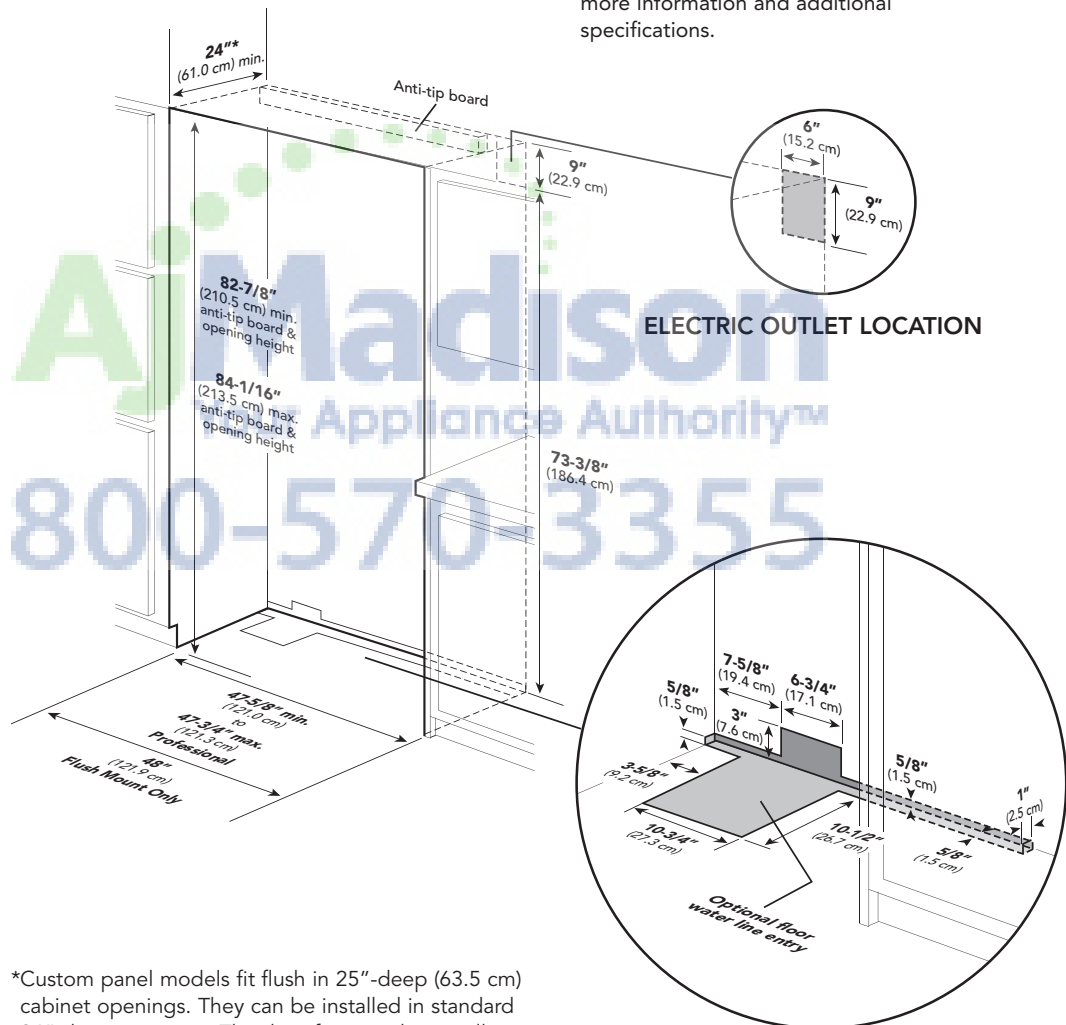 more information and additional
specifications.
24"*
(61.0 cm) min.
Anti-tip board
6"
(15.2 cm)
9"
(22.9 cm)
9"
(22.9 cm)
ELECTRIC OUTLET LOCATION
AjMadison
Your Appliance Authority™
800-570-3355
82-7/8"
(210.5 cm) min.
anti-tip board &
opening height
84-1/16"
(213.5 cm) max.
anti-tip board &
opening height
73-3/8"
(186.4 cm)
47-5/8" min.
(121.0 cm)
to
47-3/4" max.
(121.3 cm)
Professional
48"
(121.9 cm)
Flush Mount Only
7-5/8"
(19.4 cm)
6-3/4"
(17.1 cm)
5/8"
(1.5 cm)
3"
(7.6 cm)
3-5/8"
(9.2 cm)
5/8"
(1.5 cm)
1"
(2.5 cm)
10-3/4"
(27.3 cm)
10-1/2"
(26.7 cm)
5/8"
(1.5 cm)
Optional floor
water line entry
*Custom panel models fit flush in 25"-deep (63.5 cm)
cabinet openings. They can be installed in standard